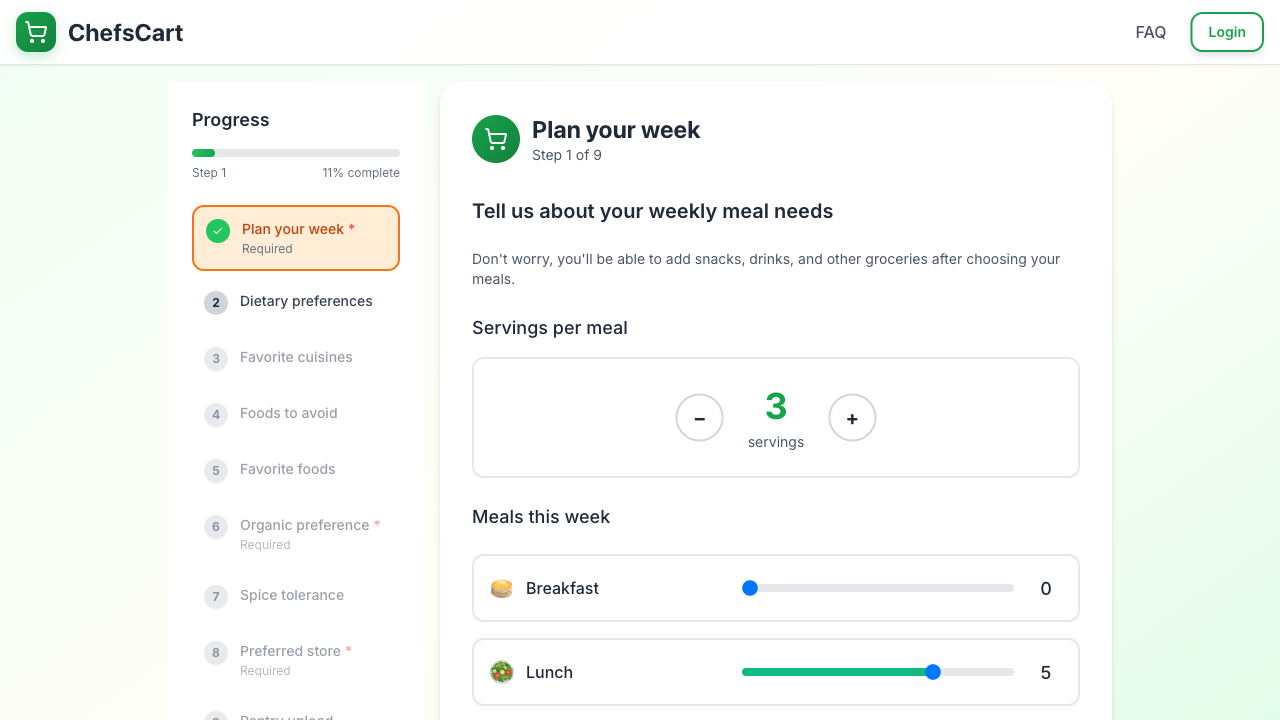 ChefsCart
FAQ
Login
Progress
Step 1
11% complete
Plan your week *
Required
2
Dietary preferences
3
Favorite cuisines
4
Foods to avoid
5
Favorite foods
6
Organic preference *
Required
7
Spice tolerance
8
Preferred store *
Required
9
Pantry upload
Plan your week
Step 1 of 9
Tell us about your weekly meal needs
Don't worry, you'll be able to add snacks, drinks, and other groceries after choosing your
meals.
Servings per meal
−
3
+
servings
Meals this week
Breakfast
0
Lunch
5